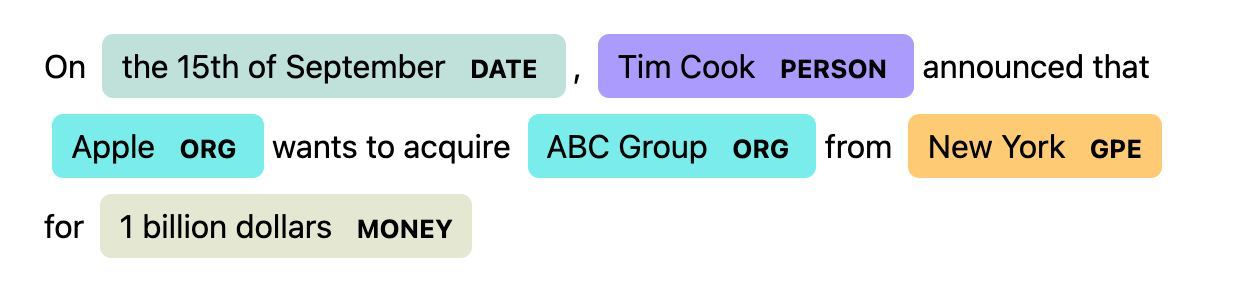 On the 15th of September DATE , Tim Cook PERSON announced that
Apple ORG wants to acquire ABC Group ORG from New York GPE
for 1 billion dollars MONEY